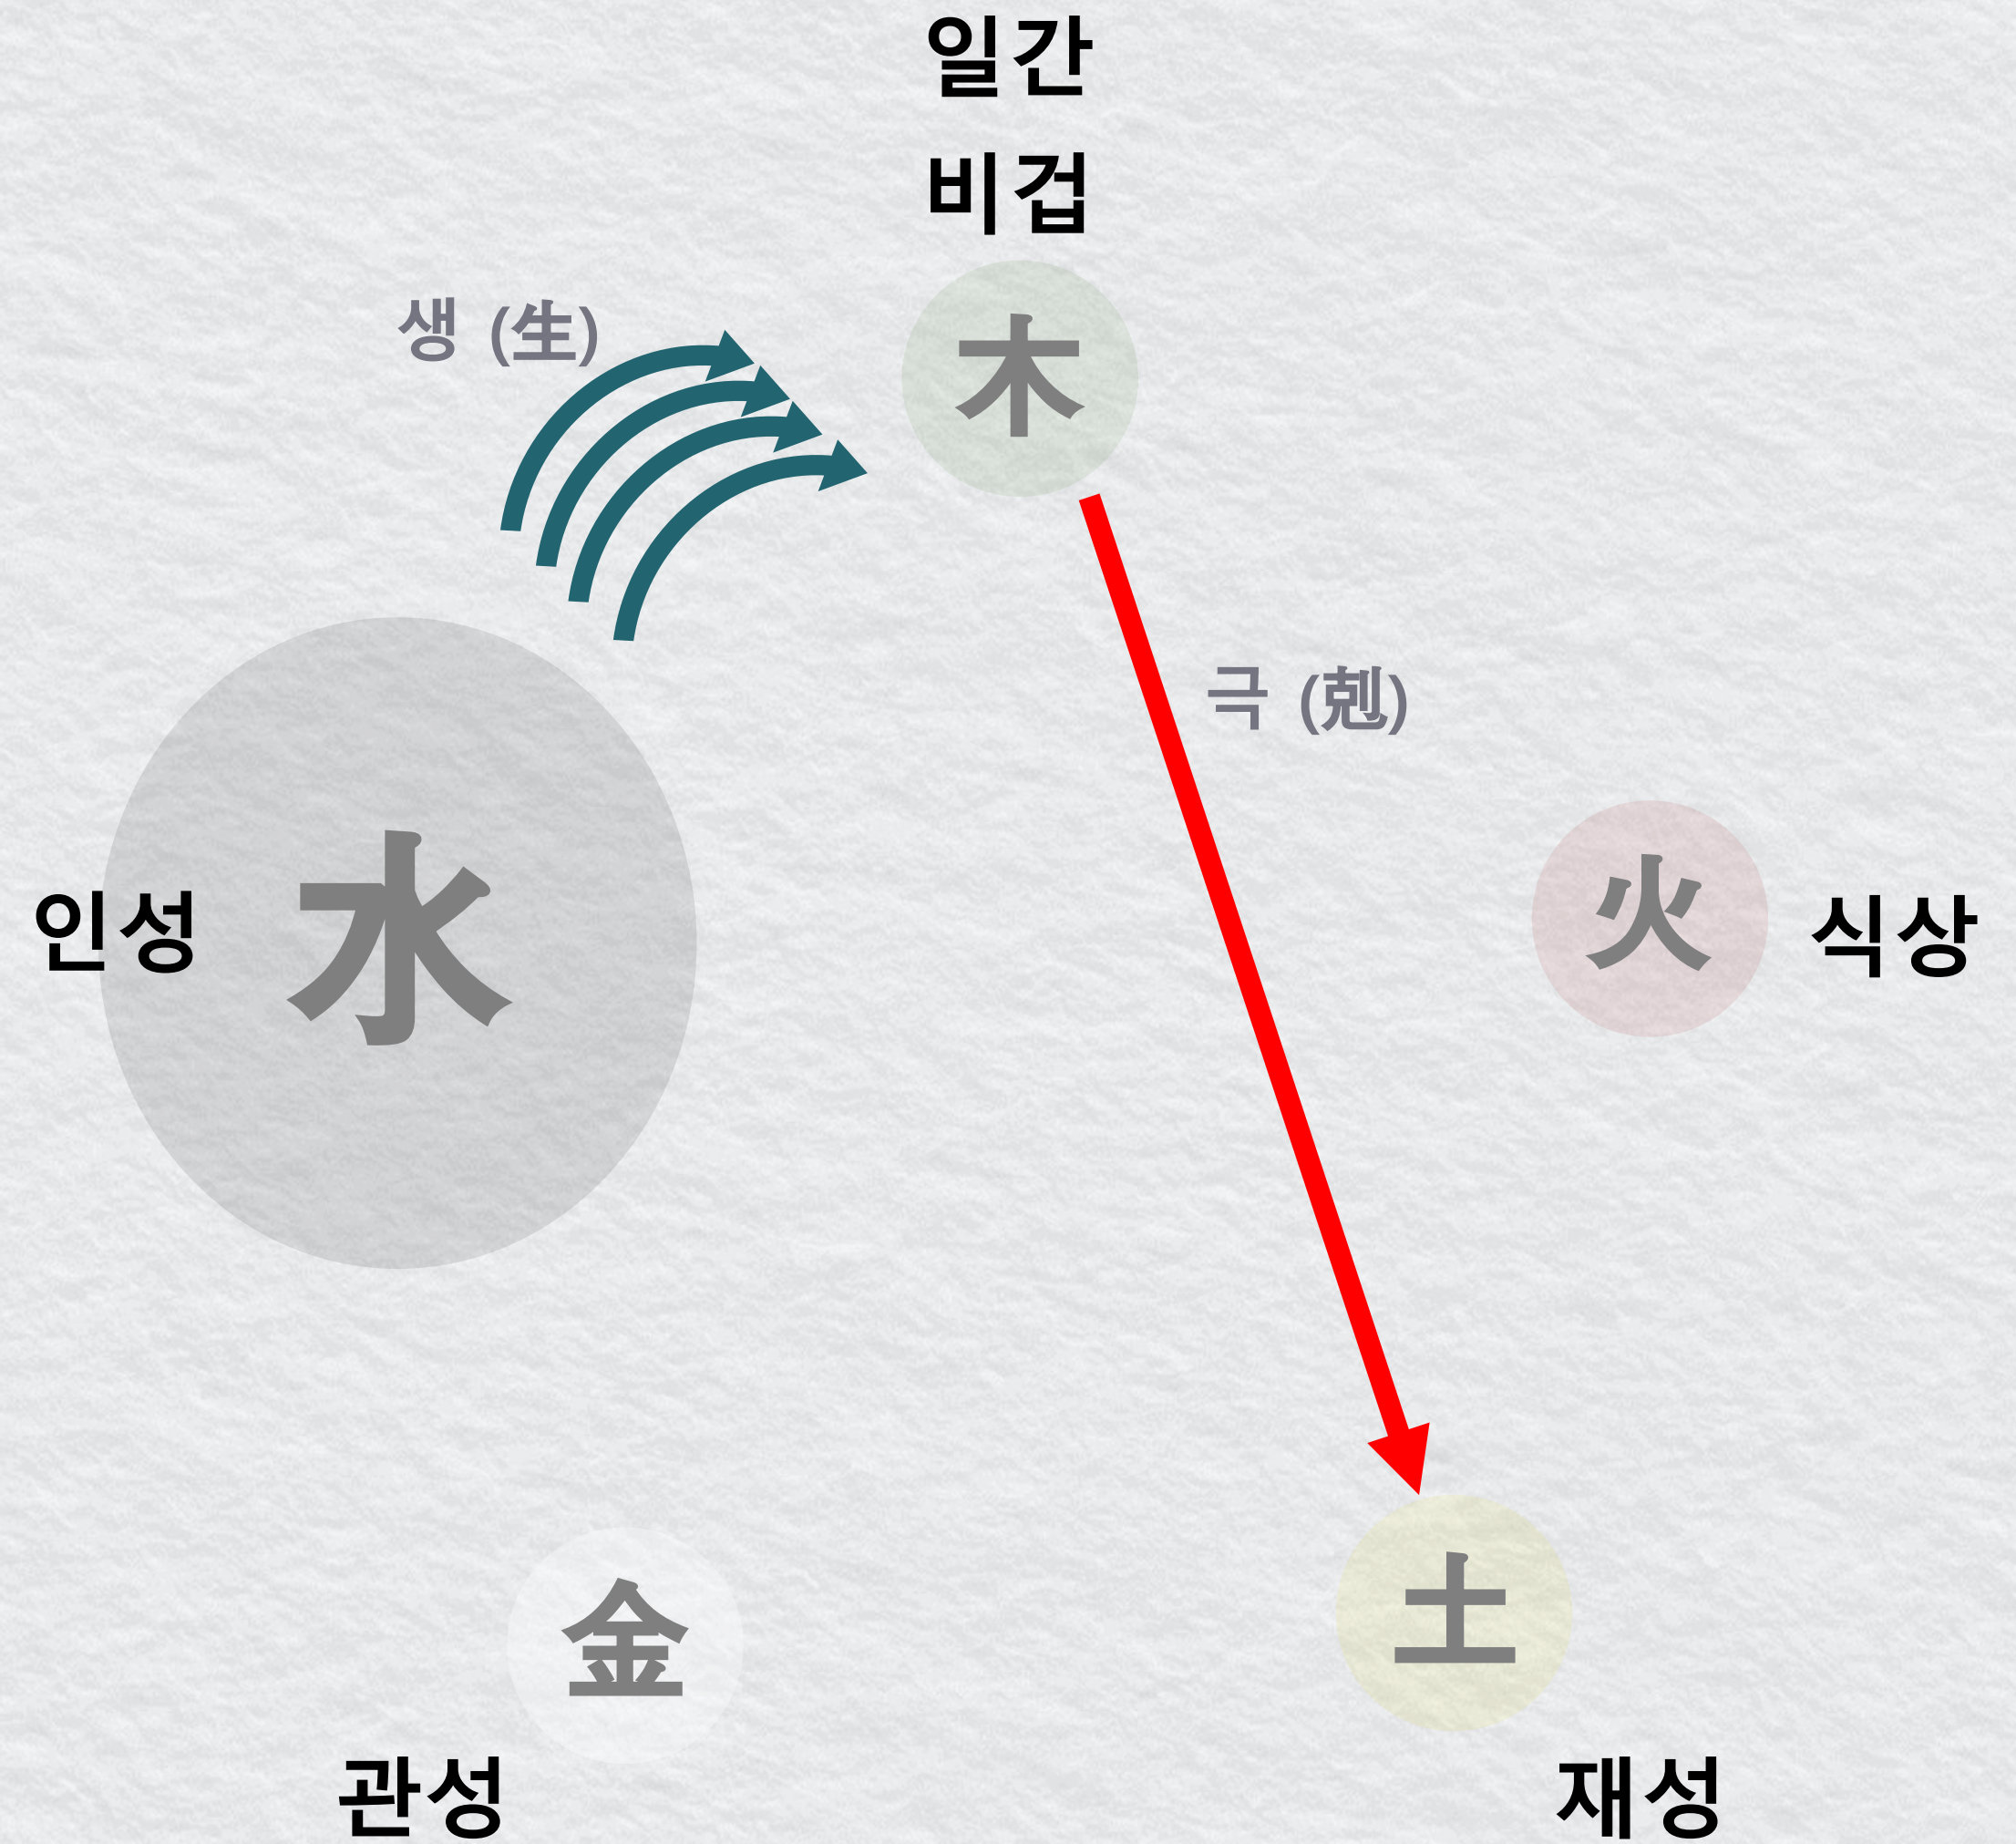 일간
비겁
木
생 (生)
극 (剋)
인성
水
火
식상
金
土
관성
재성